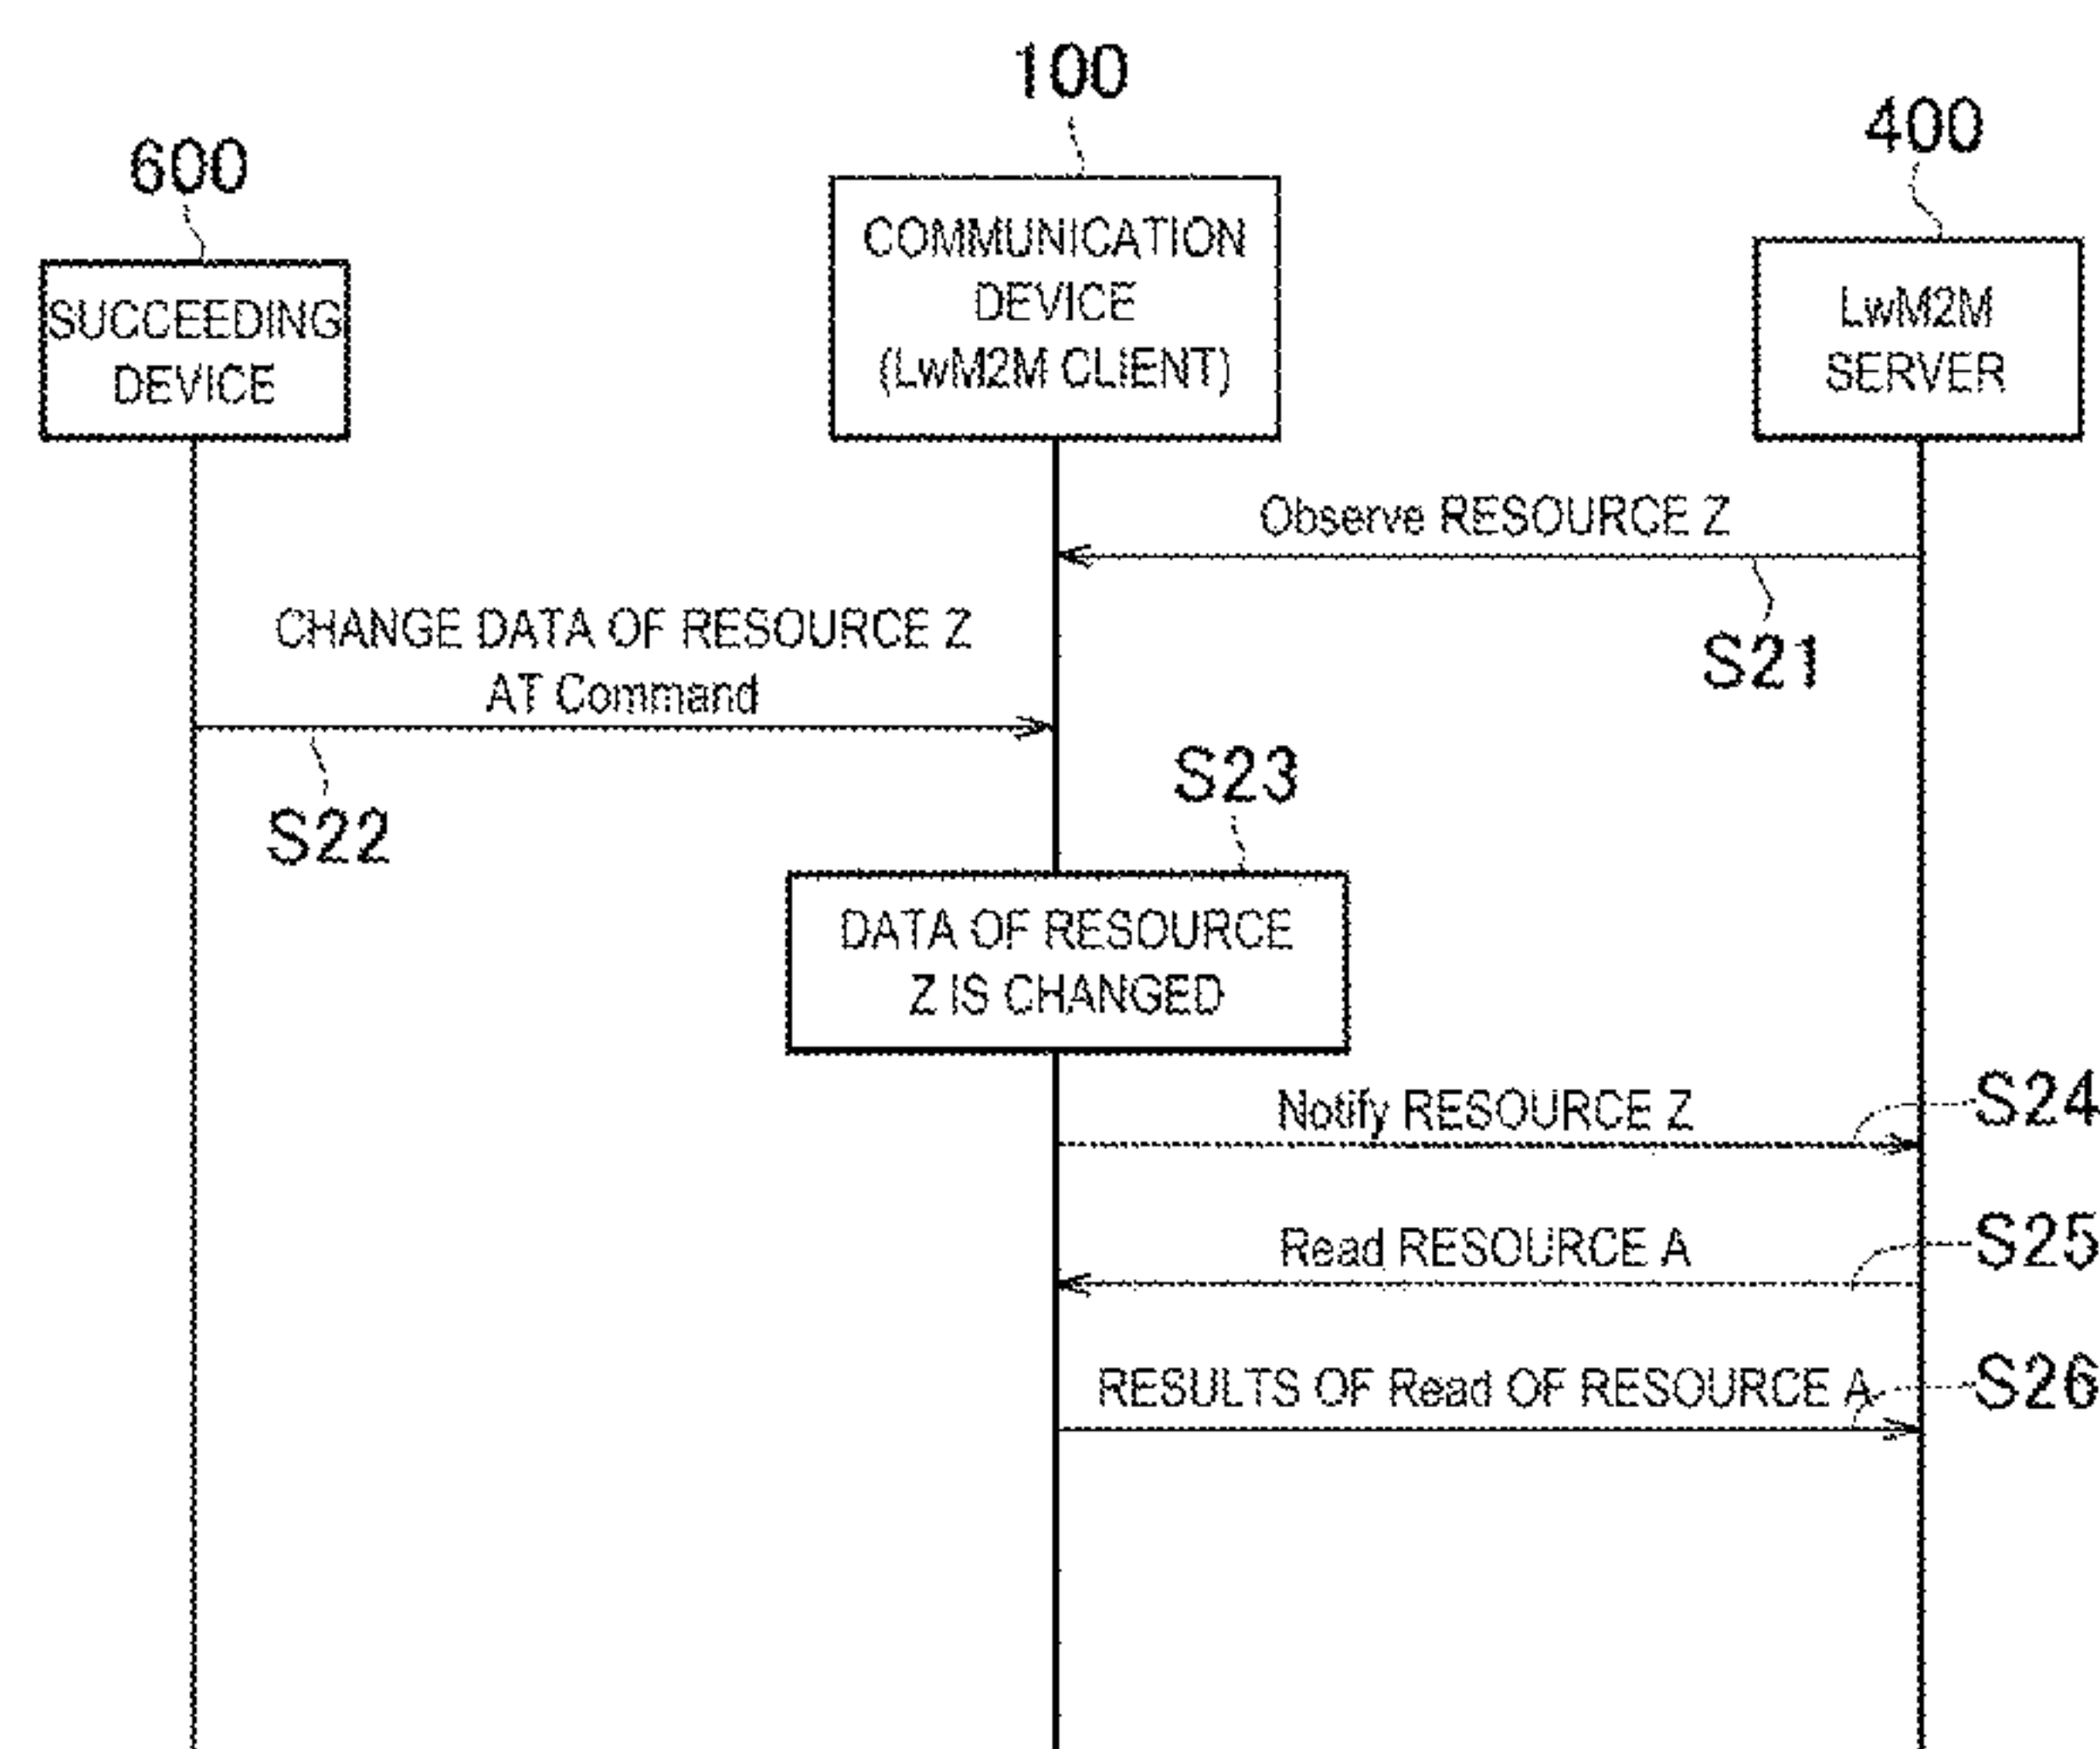 100
400
600
COMMUNICATION
DEVICE
(LwM2M CLIENT)
LwM2M
SERVER
SUCCEEDING
DEVICE
Observe RESOURCE Z
S21
CHANGE DATA OF RESOURCE Z
AT Command
S22
S23
DATA OF RESOURCE
Z IS CHANGED
Notify RESOURCE Z
S24
Read RESOURCE A
S25
RESULTS OF Read OF RESOURCE A
S26